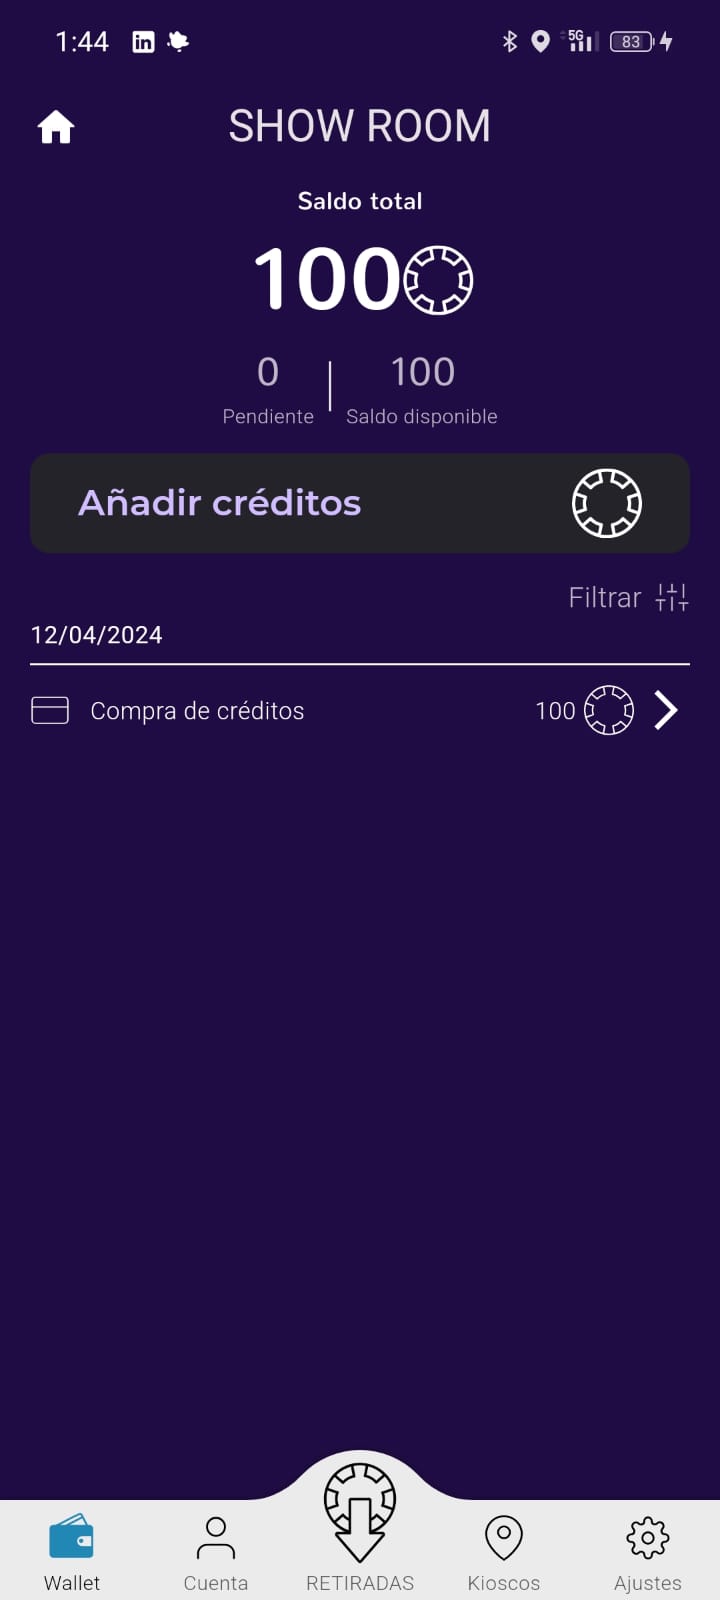 1:44
5G
83
SHOW ROOM
Saldo total
100
0
100
Pendiente
Saldo disponible
Añadir créditos
Filtrar
12/04/2024
Compra de créditos
100
Wallet
Cuenta
RETIRADAS
Kioscos
Ajustes